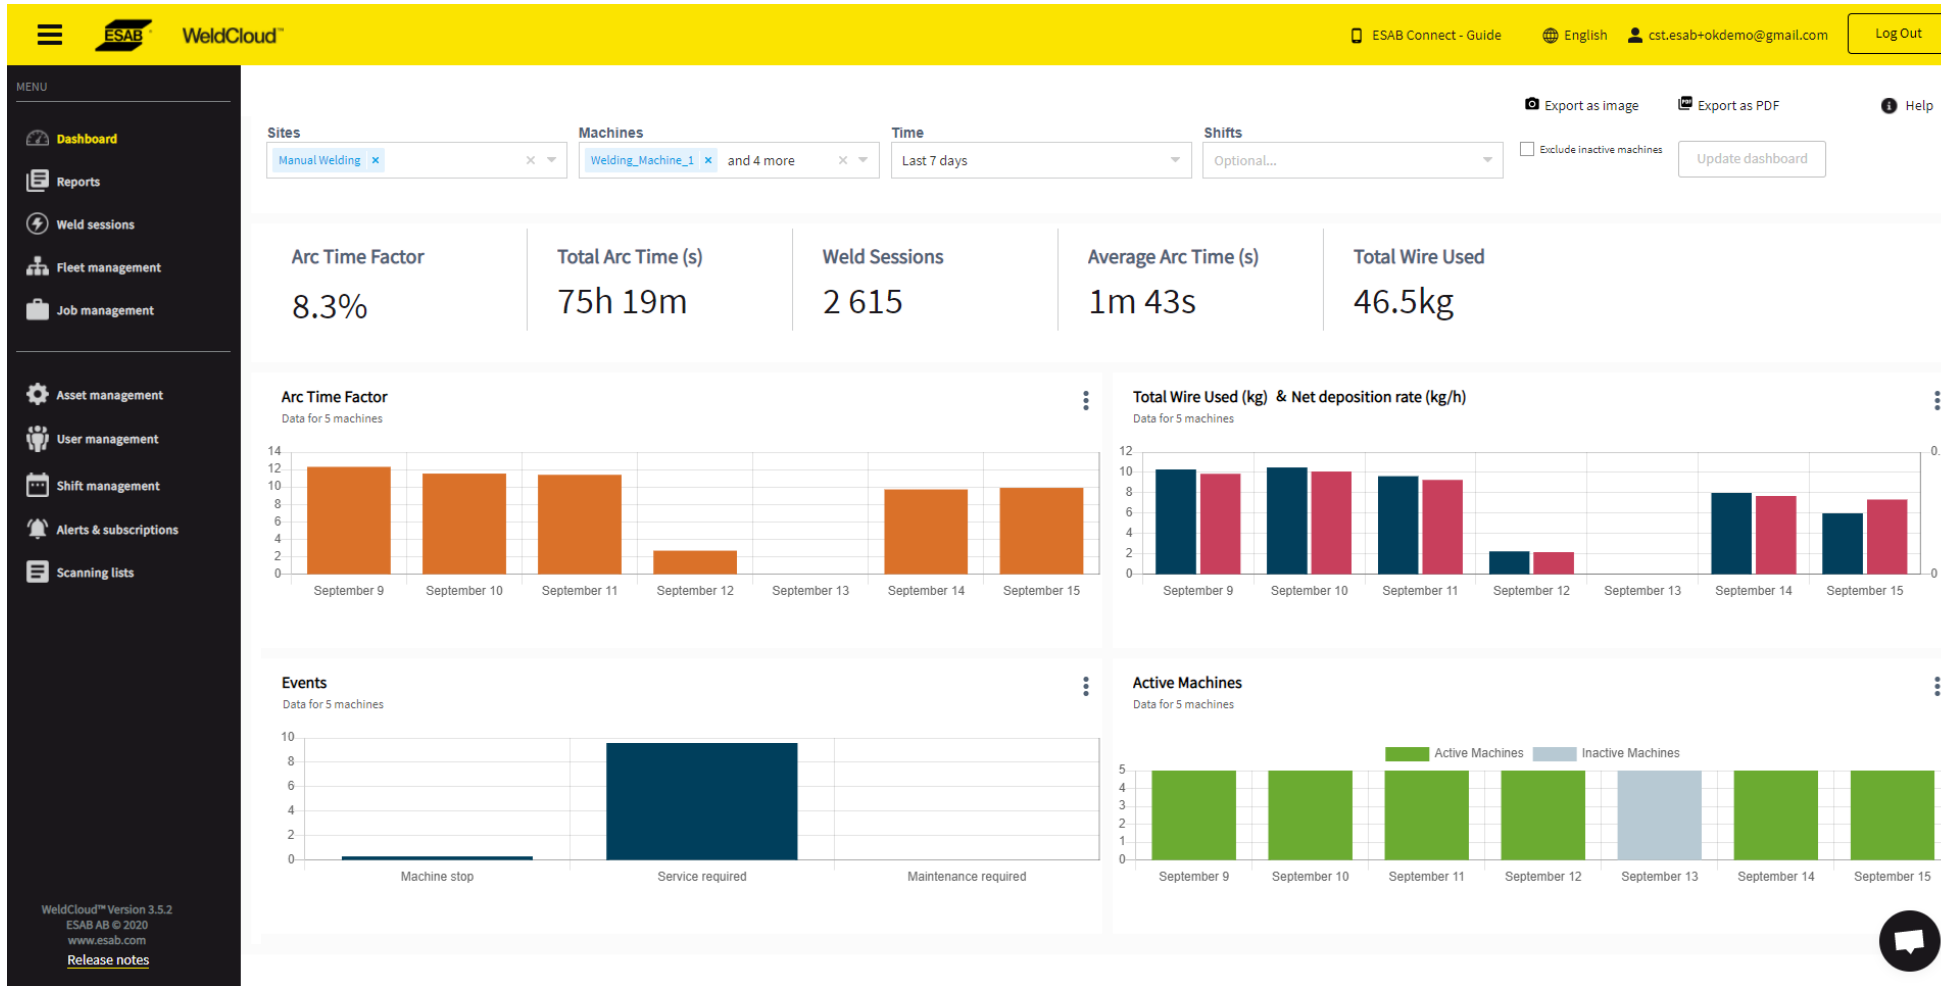 ESAB WeldCloud™ ESAB Connect - Guide English cst.esab+okdemo@gmail.com Log Out
MENU
Dashboard
Reports
Weld sessions
Fleet management
Job management
Asset management
User management
Shift management
Alerts & subscriptions
Scanning lists
WeldCloud™ Version 3.5.2
ESAB AB © 2020
www.esab.com
Release notes
Export as image PDF Export as PDF Help
Sites Machines Time Shifts
Manual Welding × × Welding_Machine_1 × and 4 more × Last 7 days Optional... Exclude inactive machines Update dashboard
Arc Time Factor Total Arc Time (s) Weld Sessions Average Arc Time (s) Total Wire Used
8.3% 75h 19m 2 615 1m 43s 46.5kg
Arc Time Factor
Data for 5 machines
14
12
10
8
6
4
2
0
September 9 September 10 September 11 September 12 September 13 September 14 September 15
Total Wire Used (kg) & Net deposition rate (kg/h)
Data for 5 machines
12 0.
10
8
6
4
2
0 0
September 9 September 10 September 11 September 12 September 13 September 14 September 15
Events
Data for 5 machines
10
8
6
4
2
0
Machine stop Service required Maintenance required
Active Machines
Data for 5 machines
Active Machines Inactive Machines
5
4
3
2
1
0
September 9 September 10 September 11 September 12 September 13 September 14 September 15